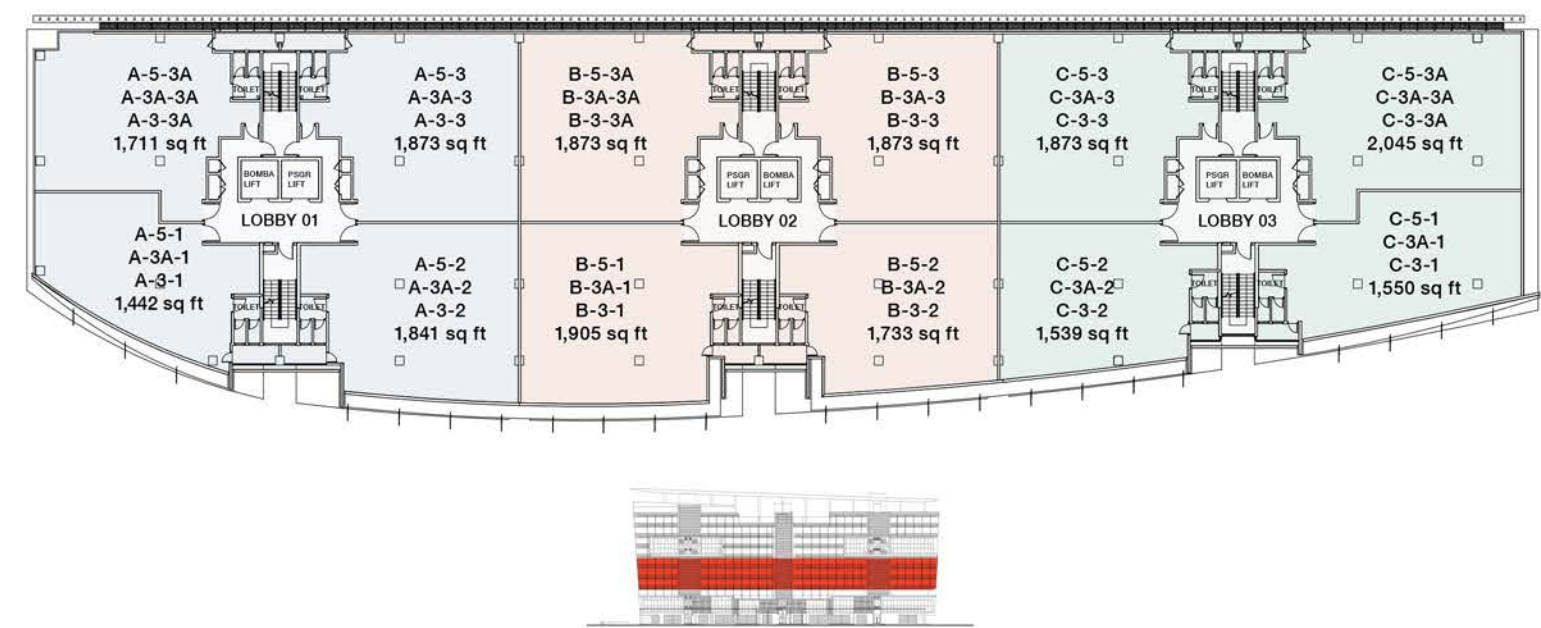 A-5-3A
A-3A-3A
A-3-3A
1,711 sq ft
TOILET
TOILET
A-5-3
A-3A-3
A-3-3
1,873 sq ft
B-5-3A
B-3A-3A
B-3-3A
1,873 sq ft
TOILET
TOILET
B-5-3
B-3A-3
B-3-3
1,873 sq ft
C-5-3
C-3A-3
C-3-3
1,873 sq ft
TOILET
TOILET
C-5-3A
C-3A-3A
C-3-3A
2,045 sq ft
BOMBA
LIFT
PSGR
LIFT
LOBBY 01
PSGR
LIFT
BOMBA
LIFT
LOBBY 02
PSGR
LIFT
BOMBA
LIFT
LOBBY 03
A-5-1
A-3A-1
A-3-1
1,442 sq ft
TOILET
TOILET
A-5-2
A-3A-2
A-3-2
1,841 sq ft
B-5-1
B-3A-1
B-3-1
1,905 sq ft
TOILET
TOILET
B-5-2
B-3A-2
B-3-2
1,733 sq ft
C-5-2
C-3A-2
C-3-2
1,539 sq ft
TOILET
TOILET
C-5-1
C-3A-1
C-3-1
1,550 sq ft